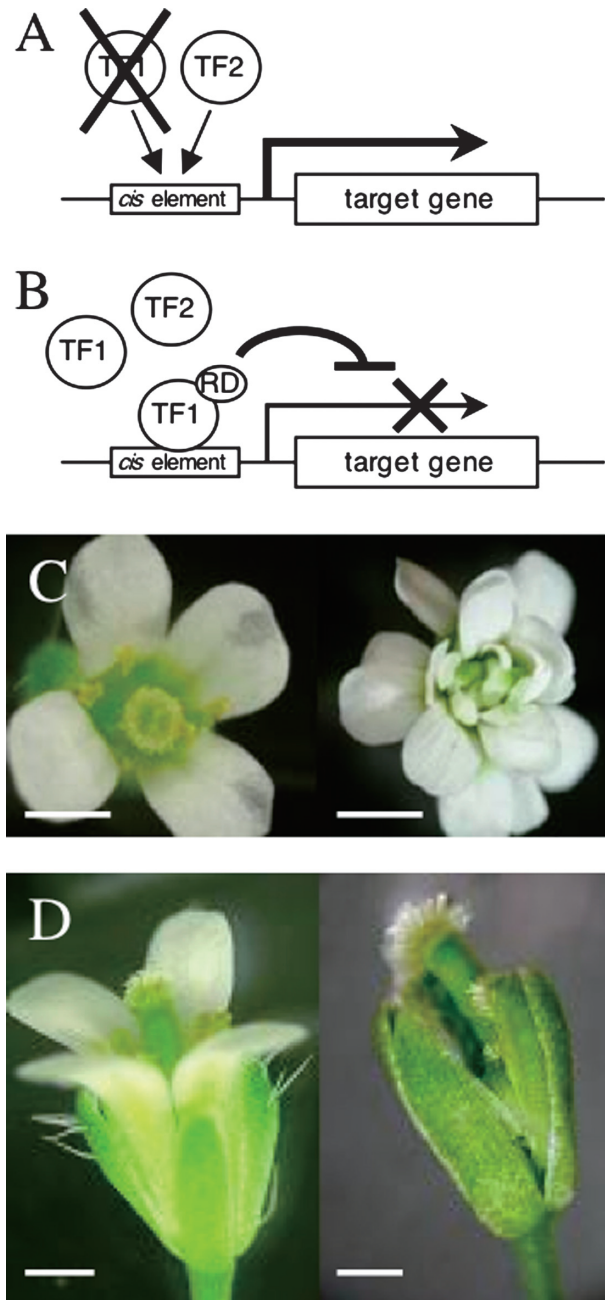 A
TF1 TF2
cis element target gene
B
TF2
TF1
RD
TF1
cis element target gene
C
D